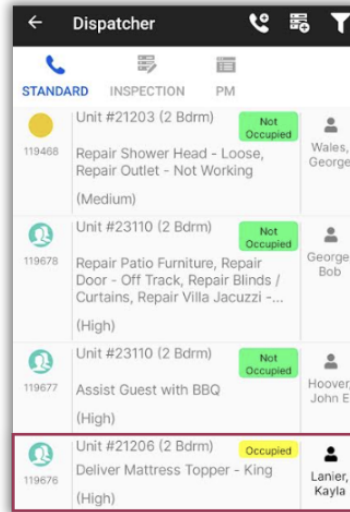 Dispatcher
STANDARD INSPECTION PM
Unit #21203 (2 Bdrm)
Not
Occupied
119468
Repair Shower Head - Loose,
Repair Outlet - Not Working
(Medium)
Wales,
George
Unit #23110 (2 Bdrm)
Not
Occupied
119678
Repair Patio Furniture, Repair
Door - Off Track, Repair Blinds /
Curtains, Repair Villa Jacuzzi -...
(High)
George
Bob
Unit #23110 (2 Bdrm)
Not
Occupied
119677
Assist Guest with BBQ
(High)
Hoover,
John E
Unit #21206 (2 Bdrm)
Occupied
119676
Deliver Mattress Topper - King
(High)
Lanier,
Kayla